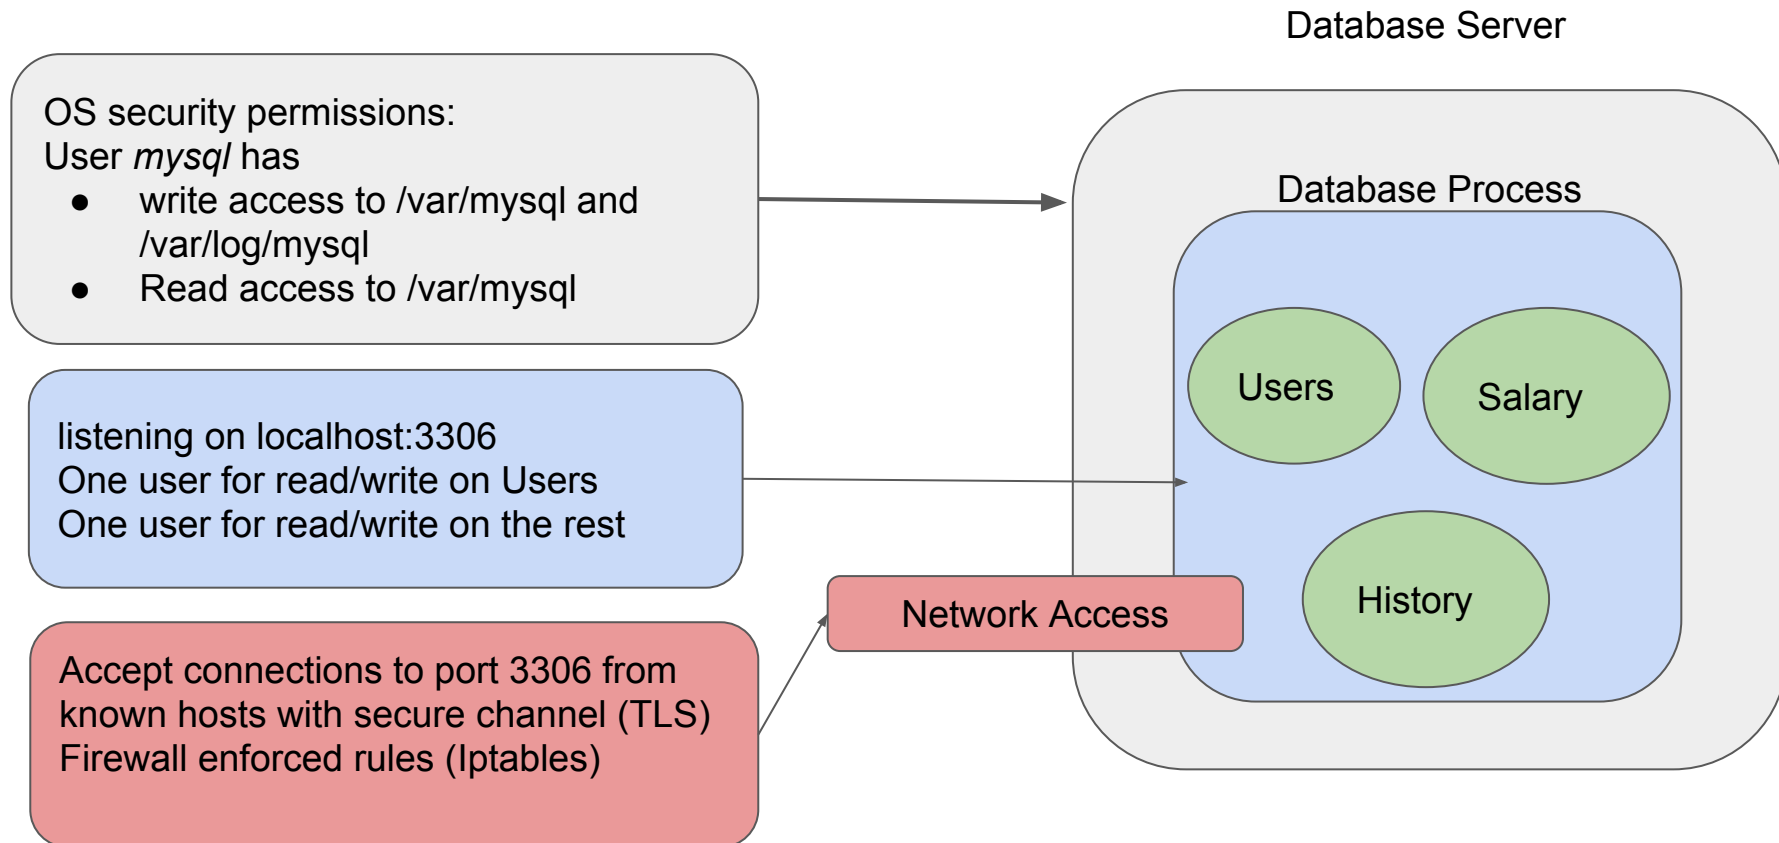 Database Server
OS security permissions:
User mysql has
● write access to /var/mysql and
/var/log/mysql
● Read access to /var/mysql
Database Process
Users
Salary
History
listening on localhost:3306
One user for read/write on Users
One user for read/write on the rest
Network Access
Accept connections to port 3306 from
known hosts with secure channel (TLS)
Firewall enforced rules (Iptables)